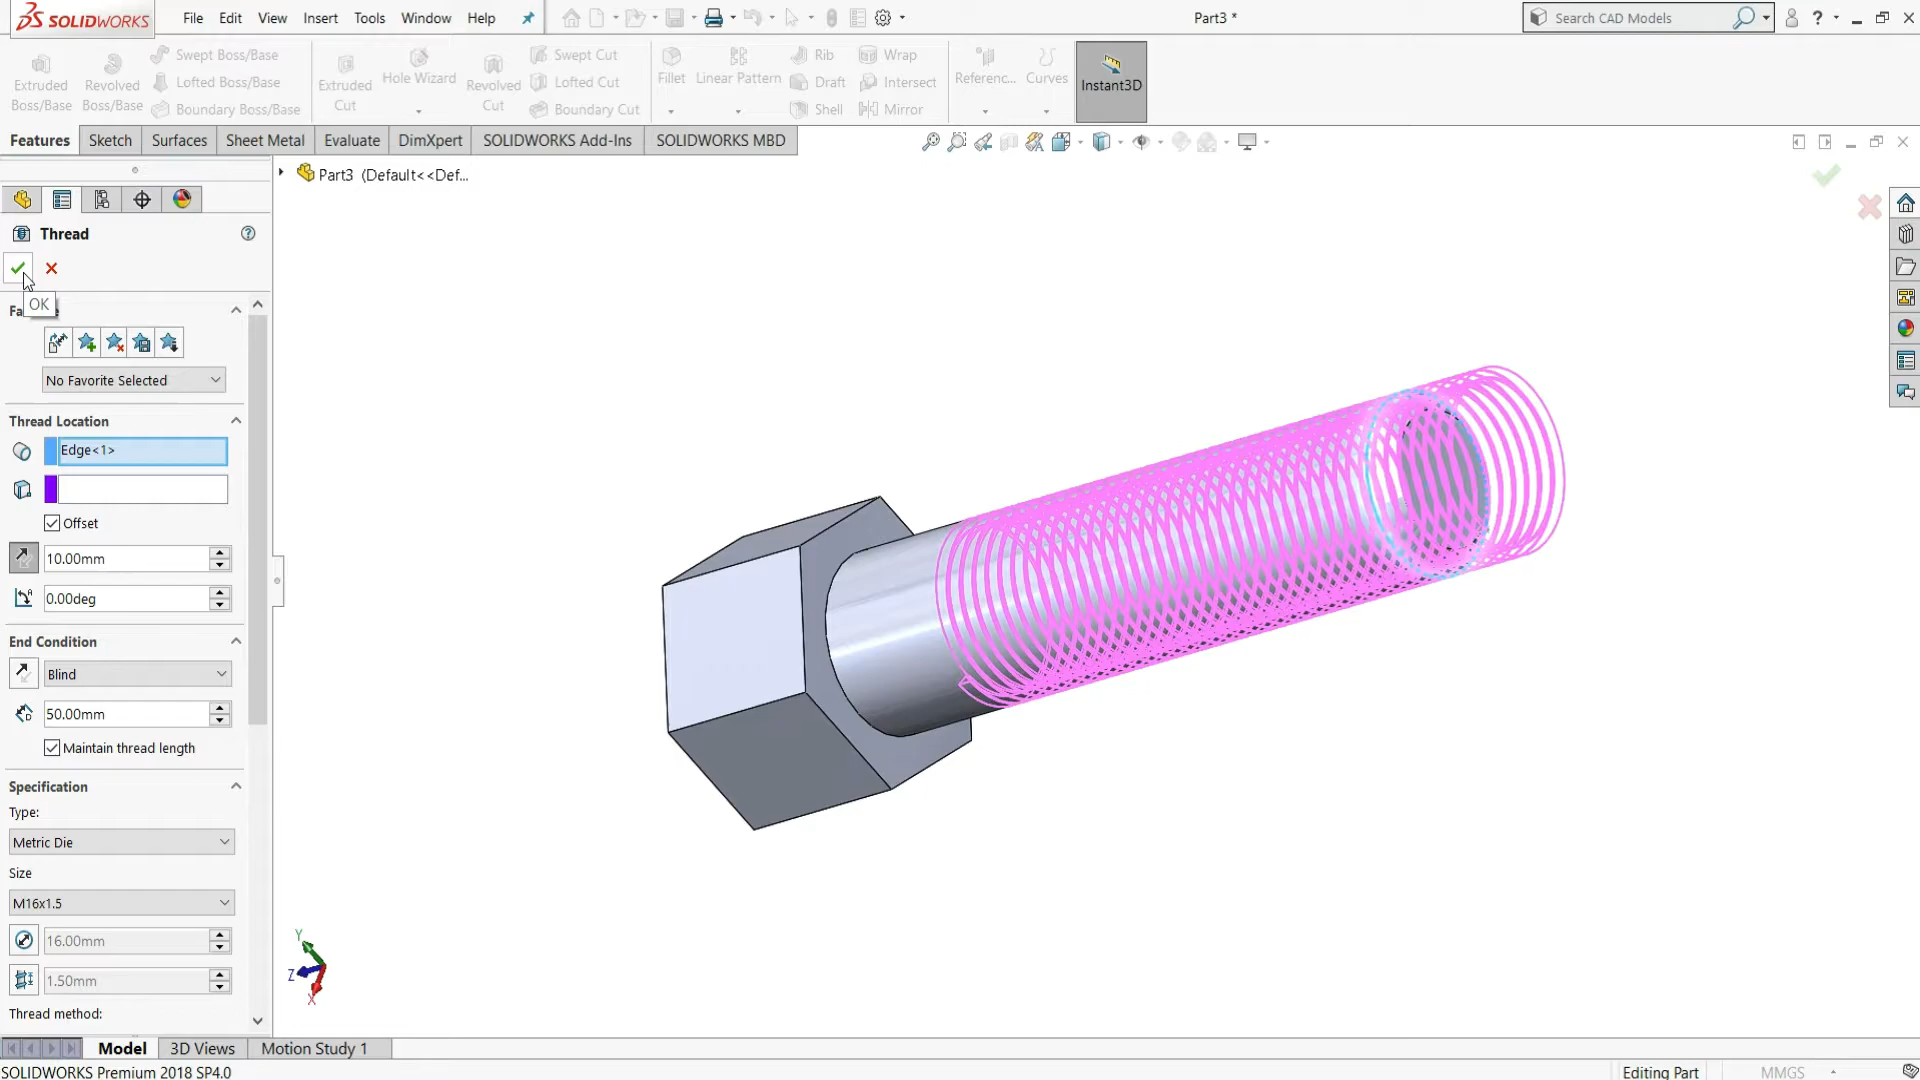 SOLIDWORKS File Edit View Insert Tools Window Help Part3 * Search CAD Models ?
Extruded Boss/Base
Revolved Boss/Base
Swept Boss/Base
Lofted Boss/Base
Boundary Boss/Base
Extruded Cut
Hole Wizard
Revolved Cut
Swept Cut
Lofted Cut
Boundary Cut
Fillet
Linear Pattern
Rib
Draft
Shell
Wrap
Intersect
Mirror
Referenc...
Curves
Instant3D
Features Sketch Surfaces Sheet Metal Evaluate DimXpert SOLIDWORKS Add-Ins SOLIDWORKS MBD
Part3 (Default<<Def...
Thread
OK
No Favorite Selected
Thread Location
Edge<1>
Offset
10.00mm
0.00deg
End Condition
Blind
50.00mm
Maintain thread length
Specification
Type:
Metric Die
Size
M16x1.5
16.00mm
1.50mm
Thread method:
Y
Z
X
Model 3D Views Motion Study 1
SOLIDWORKS Premium 2018 SP4.0 Editing Part MMGS